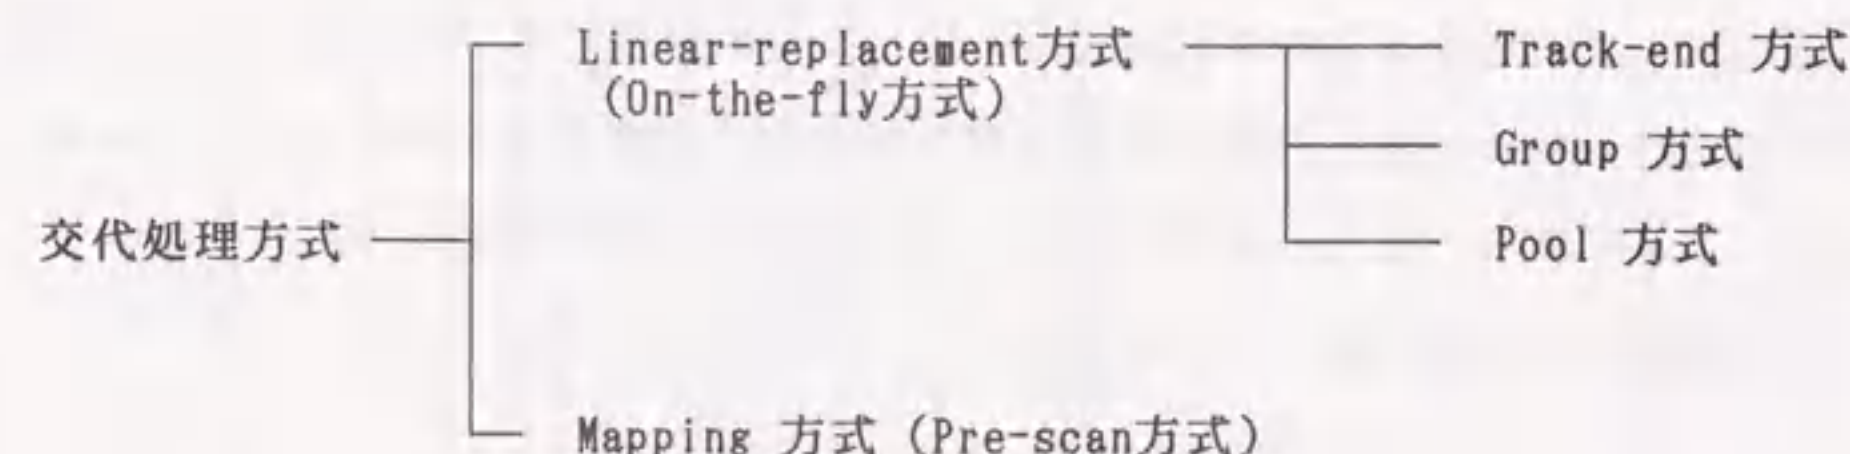 Linear-replacement方式
(On-the-fly方式)
Track-end 方式
Group 方式
Pool 方式
交代処理方式
Mapping 方式 (Pre-scan方式)